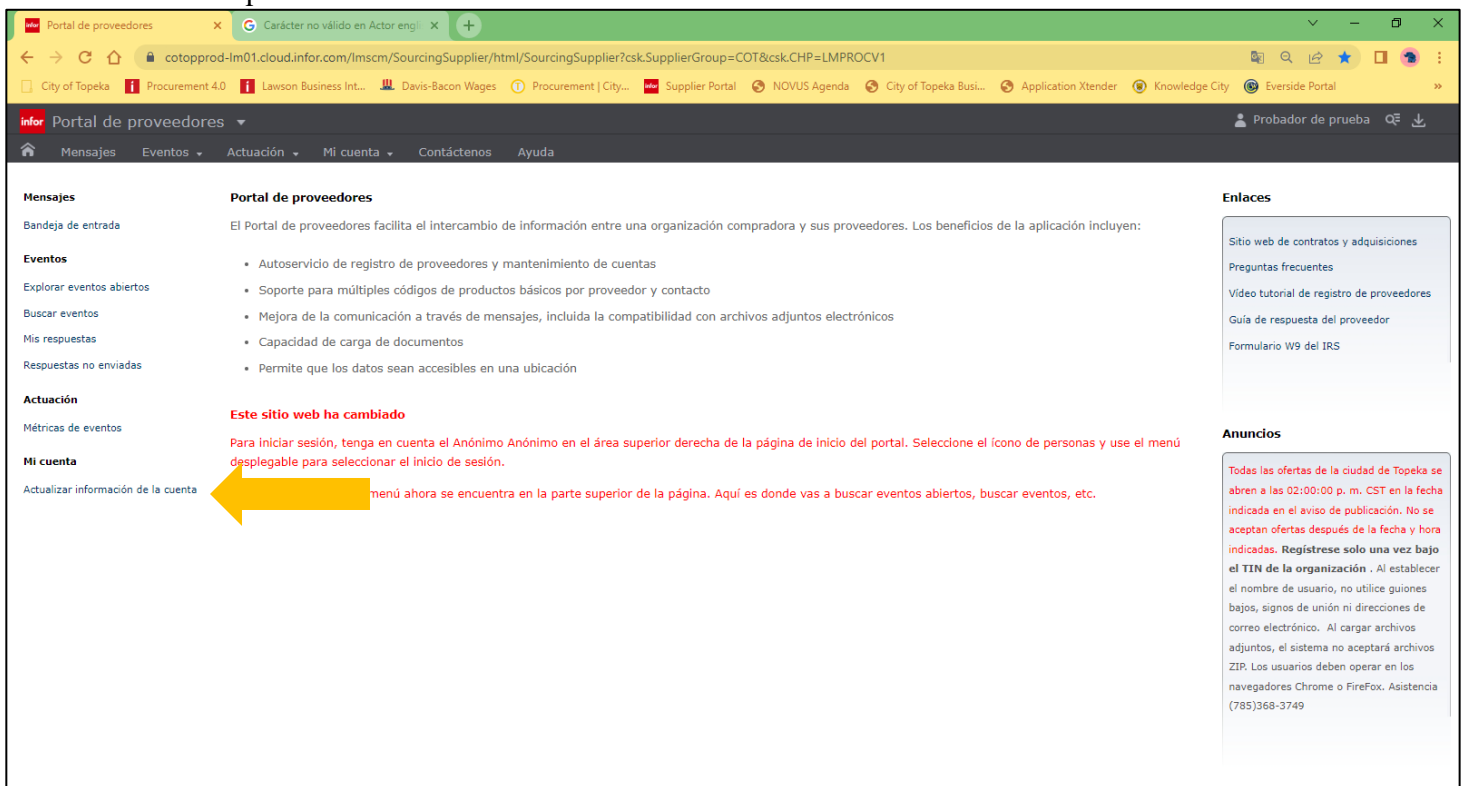 Portal de proveedores
Carácter no válido en Actor engl
cotopprod-lm01.cloud.infor.com/lmscm/SourcingSupplier/html/SourcingSupplier?csk.SupplierGroup=COT&csk.CHP=LMPROCV1
City of Topeka
Procurement 4.0
Lawson Business Int...
Davis-Bacon Wages
Procurement | City...
Supplier Portal
NOVUS Agenda
City of Topeka Busi...
Application Xtender
Knowledge City
Everside Portal
infor Portal de proveedores
Probador de prueba
Mensajes Eventos Actuación Mi cuenta Contáctenos Ayuda
Mensajes
Bandeja de entrada
Eventos
Explorar eventos abiertos
Buscar eventos
Mis respuestas
Respuestas no enviadas
Actuación
Métricas de eventos
Mi cuenta
Actualizar información de la cuenta
Portal de proveedores
El Portal de proveedores facilita el intercambio de información entre una organización compradora y sus proveedores. Los beneficios de la aplicación incluyen:
• Autoservicio de registro de proveedores y mantenimiento de cuentas
• Soporte para múltiples códigos de productos básicos por proveedor y contacto
• Mejora de la comunicación a través de mensajes, incluida la compatibilidad con archivos adjuntos electrónicos
• Capacidad de carga de documentos
• Permite que los datos sean accesibles en una ubicación
Este sitio web ha cambiado
Para iniciar sesión, tenga en cuenta el Anónimo Anónimo en el área superior derecha de la página de inicio del portal. Seleccione el ícono de personas y use el menú
desplegable para seleccionar el inicio de sesión.
menú ahora se encuentra en la parte superior de la página. Aquí es donde vas a buscar eventos abiertos, buscar eventos, etc.
Enlaces
Sitio web de contratos y adquisiciones
Preguntas frecuentes
Vídeo tutorial de registro de proveedores
Guía de respuesta del proveedor
Formulario W9 del IRS
Anuncios
Todas las ofertas de la ciudad de Topeka se
abren a las 02:00:00 p. m. CST en la fecha
indicada en el aviso de publicación. No se
aceptan ofertas después de la fecha y hora
indicadas. Regístrese solo una vez bajo
el TIN de la organización . Al establecer
el nombre de usuario, no utilice guiones
bajos, signos de unión ni direcciones de
correo electrónico. Al cargar archivos
adjuntos, el sistema no aceptará archivos
ZIP. Los usuarios deben operar en los
navegadores Chrome o FireFox. Asistencia
(785)368-3749